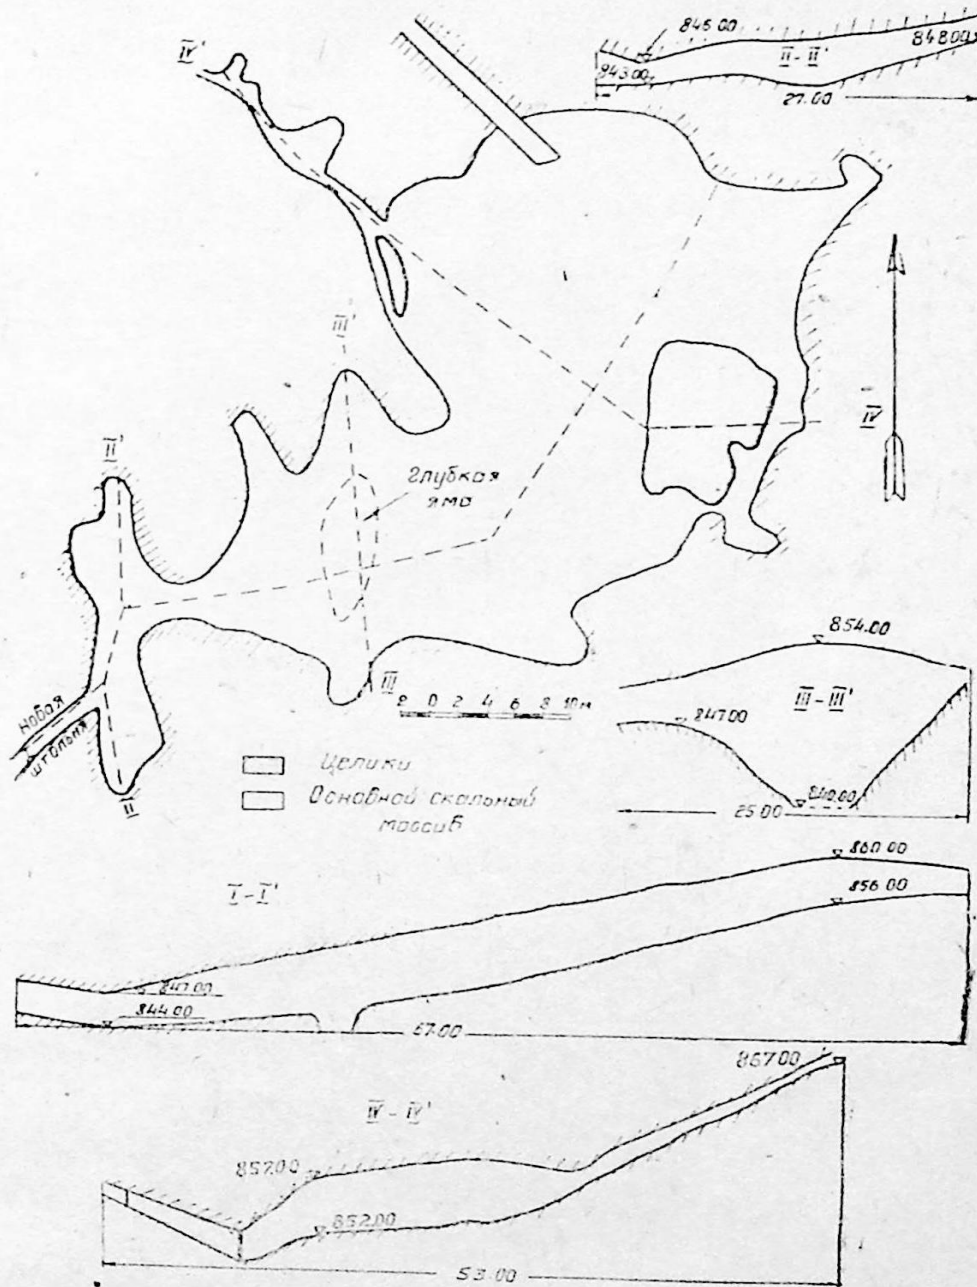 IV'
846.00
848.00
II - II'
843.00
27.00
III'
IV
II'
Глубкая
яма
III
854.00
2 0 2 4 6 8 10м
III - III'
847.00
Новая
штольня
Целики
II
Основной скальный
массив
840.00
25.00
860.00
I - I'
856.00
847.00
844.00
67.00
867.00
IV - IV'
857.00
852.00
53.00